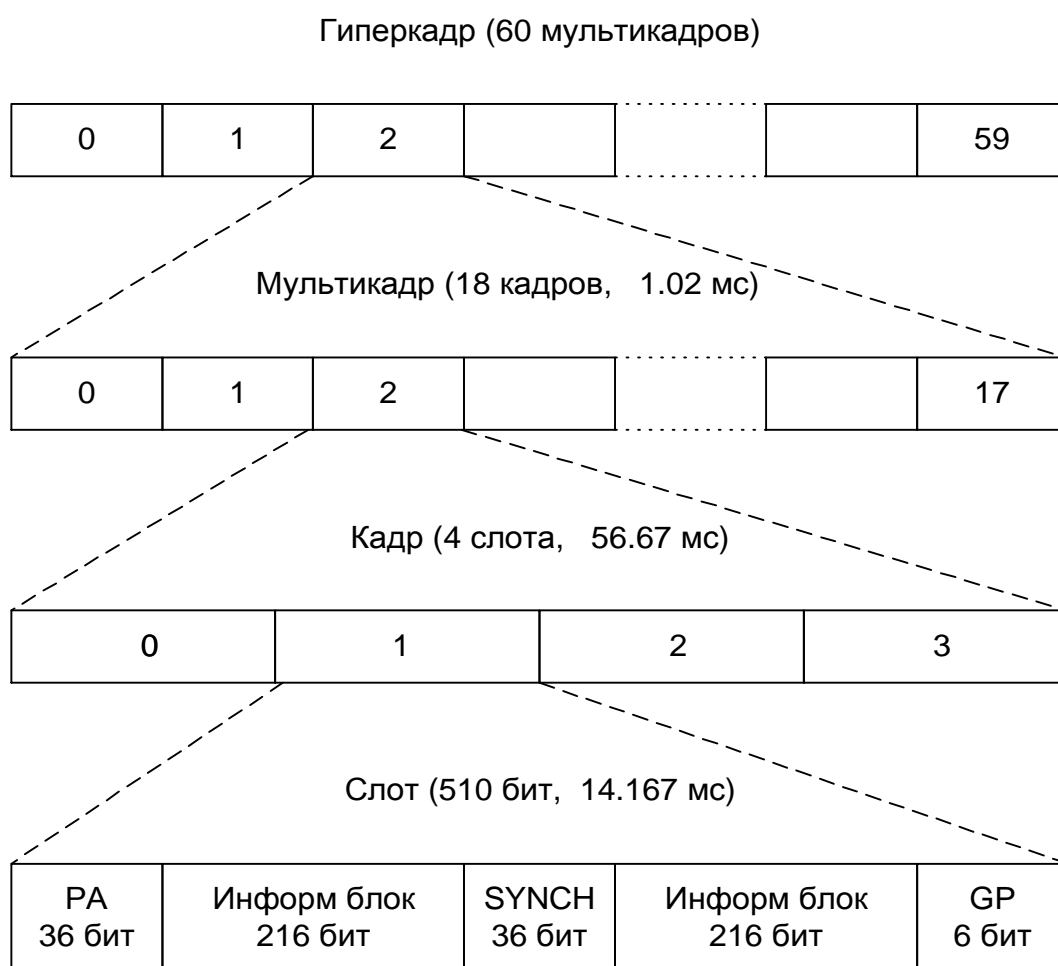 Гиперкадр (60 мультикадров)
0 1 2 59
Мультикадр (18 кадров, 1.02 мс)
0 1 2 17
Кадр (4 слота, 56.67 мс)
0 1 2 3
Слот (510 бит, 14.167 мс)
PA Информ блок SYNCH Информ блок GP
36 бит 216 бит 36 бит 216 бит 6 бит